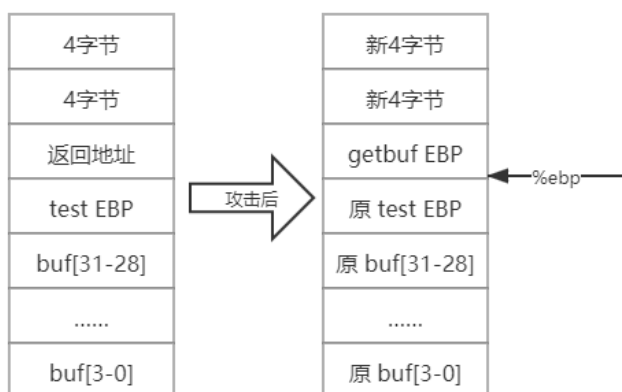 4字节
4字节
返回地址
test EBP
buf[31-28]
……
buf[3-0]
攻击后
新4字节
新4字节
getbuf EBP
原 test EBP
原 buf[31-28]
……
原 buf[3-0]
%ebp